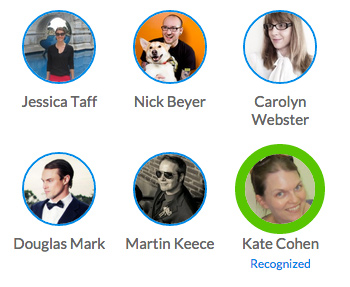 Jessica Taff
Nick Beyer
Carolyn
Webster
Douglas Mark
Martin Keece
Kate Cohen
Recognized